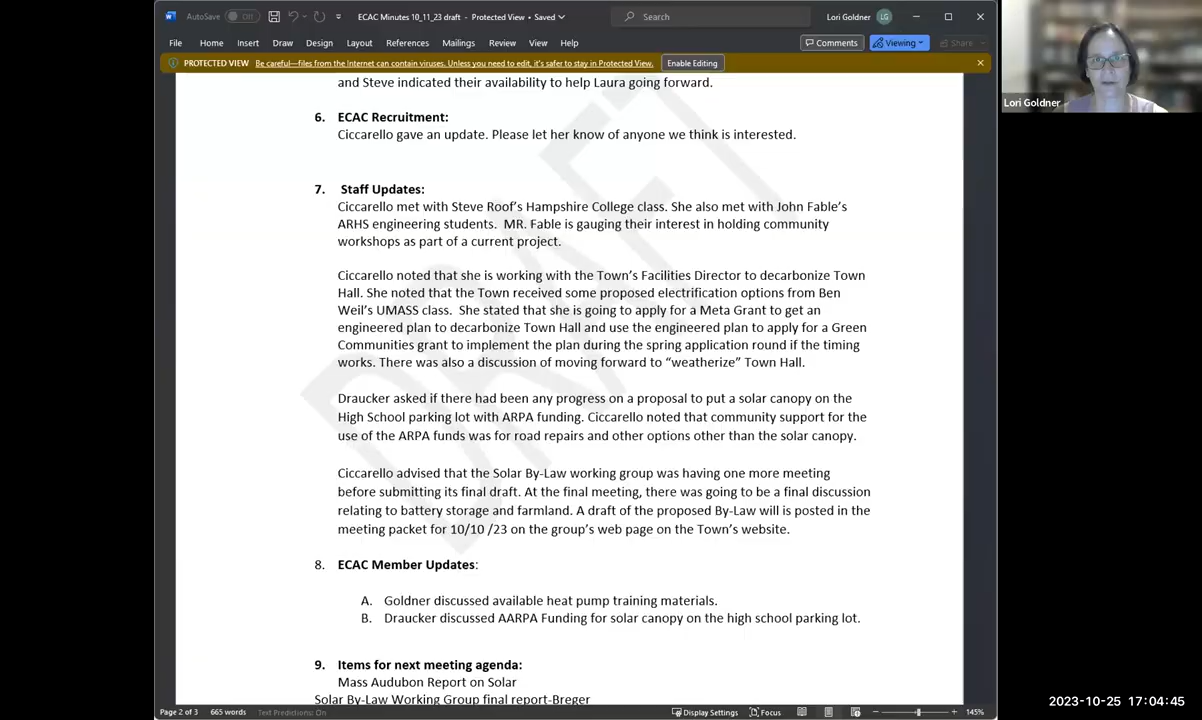 AutoSave Off ECAC Minutes 10_11_23 draft - Protected View • Saved Search Lori Goldner LG
File Home Insert Draw Design Layout References Mailings Review View Help Comments Viewing Share
PROTECTED VIEW Be careful—files from the Internet can contain viruses. Unless you need to edit, it's safer to stay in Protected View. Enable Editing
and Steve indicated their availability to help Laura going forward.
6. ECAC Recruitment:
Ciccarello gave an update. Please let her know of anyone we think is interested.
7. Staff Updates:
Ciccarello met with Steve Roof's Hampshire College class. She also met with John Fable's
ARHS engineering students. MR. Fable is gauging their interest in holding community
workshops as part of a current project.
Ciccarello noted that she is working with the Town's Facilities Director to decarbonize Town
Hall. She noted that the Town received some proposed electrification options from Ben
Weil's UMASS class. She stated that she is going to apply for a Meta Grant to get an
engineered plan to decarbonize Town Hall and use the engineered plan to apply for a Green
Communities grant to implement the plan during the spring application round if the timing
works. There was also a discussion of moving forward to “weatherize” Town Hall.
Draucker asked if there had been any progress on a proposal to put a solar canopy on the
High School parking lot with ARPA funding. Ciccarello noted that community support for the
use of the ARPA funds was for road repairs and other options other than the solar canopy.
Ciccarello advised that the Solar By-Law working group was having one more meeting
before submitting its final draft. At the final meeting, there was going to be a final discussion
relating to battery storage and farmland. A draft of the proposed By-Law will is posted in the
meeting packet for 10/10 /23 on the group's web page on the Town's website.
8. ECAC Member Updates:
A. Goldner discussed available heat pump training materials.
B. Draucker discussed AARPA Funding for solar canopy on the high school parking lot.
9. Items for next meeting agenda:
Mass Audubon Report on Solar
Solar By-Law Working Group final report-Breger
DRAFT
Page 2 of 3 665 words Text Predictions: On Display Settings Focus 145%
Lori Goldner
2023-10-25 17:04:45